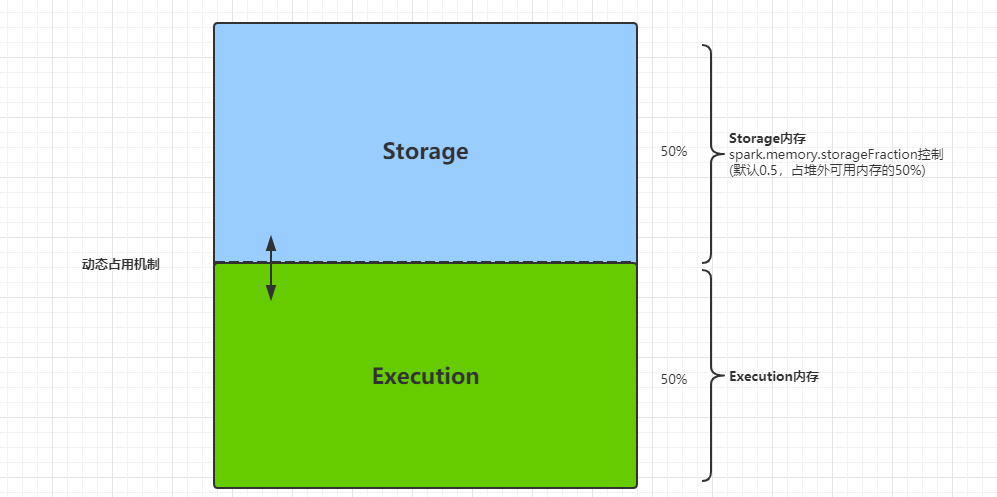 Storage
50%
Storage内存
spark.memory.storageFraction控制
(默认0.5，占堆外可用内存的50%)
动态占用机制
Execution
50%
Execution内存